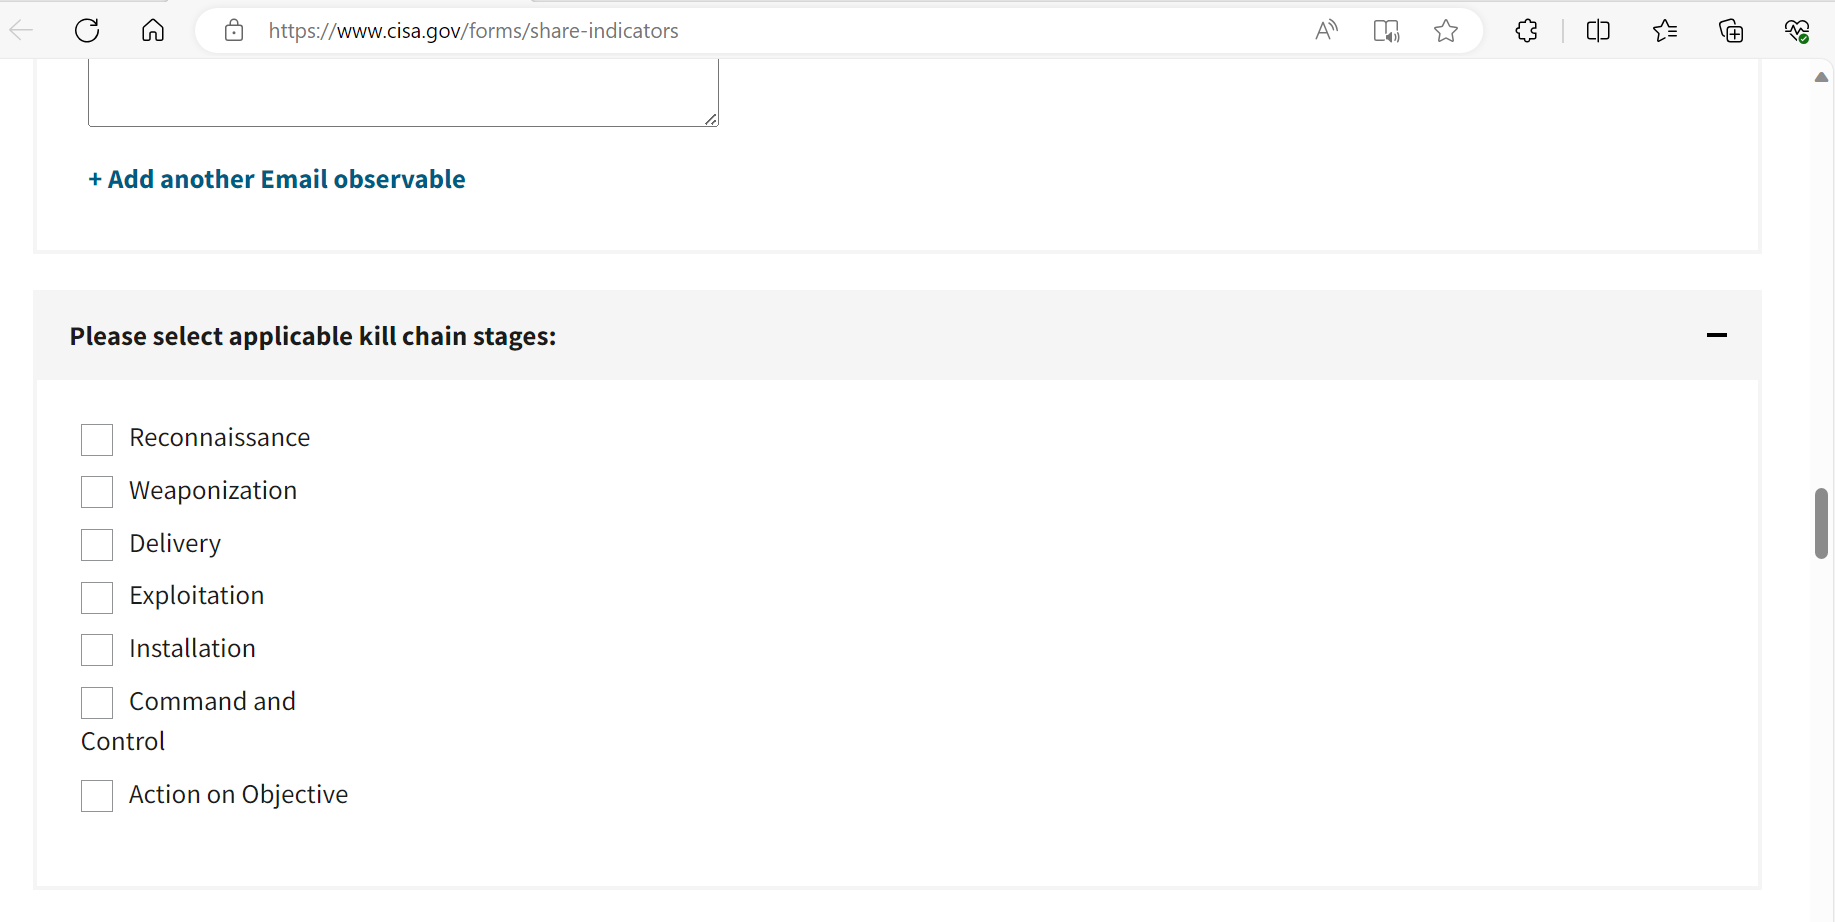 https://www.cisa.gov/forms/share-indicators
+ Add another Email observable
Please select applicable kill chain stages:
Reconnaissance
Weaponization
Delivery
Exploitation
Installation
Command and
Control
Action on Objective